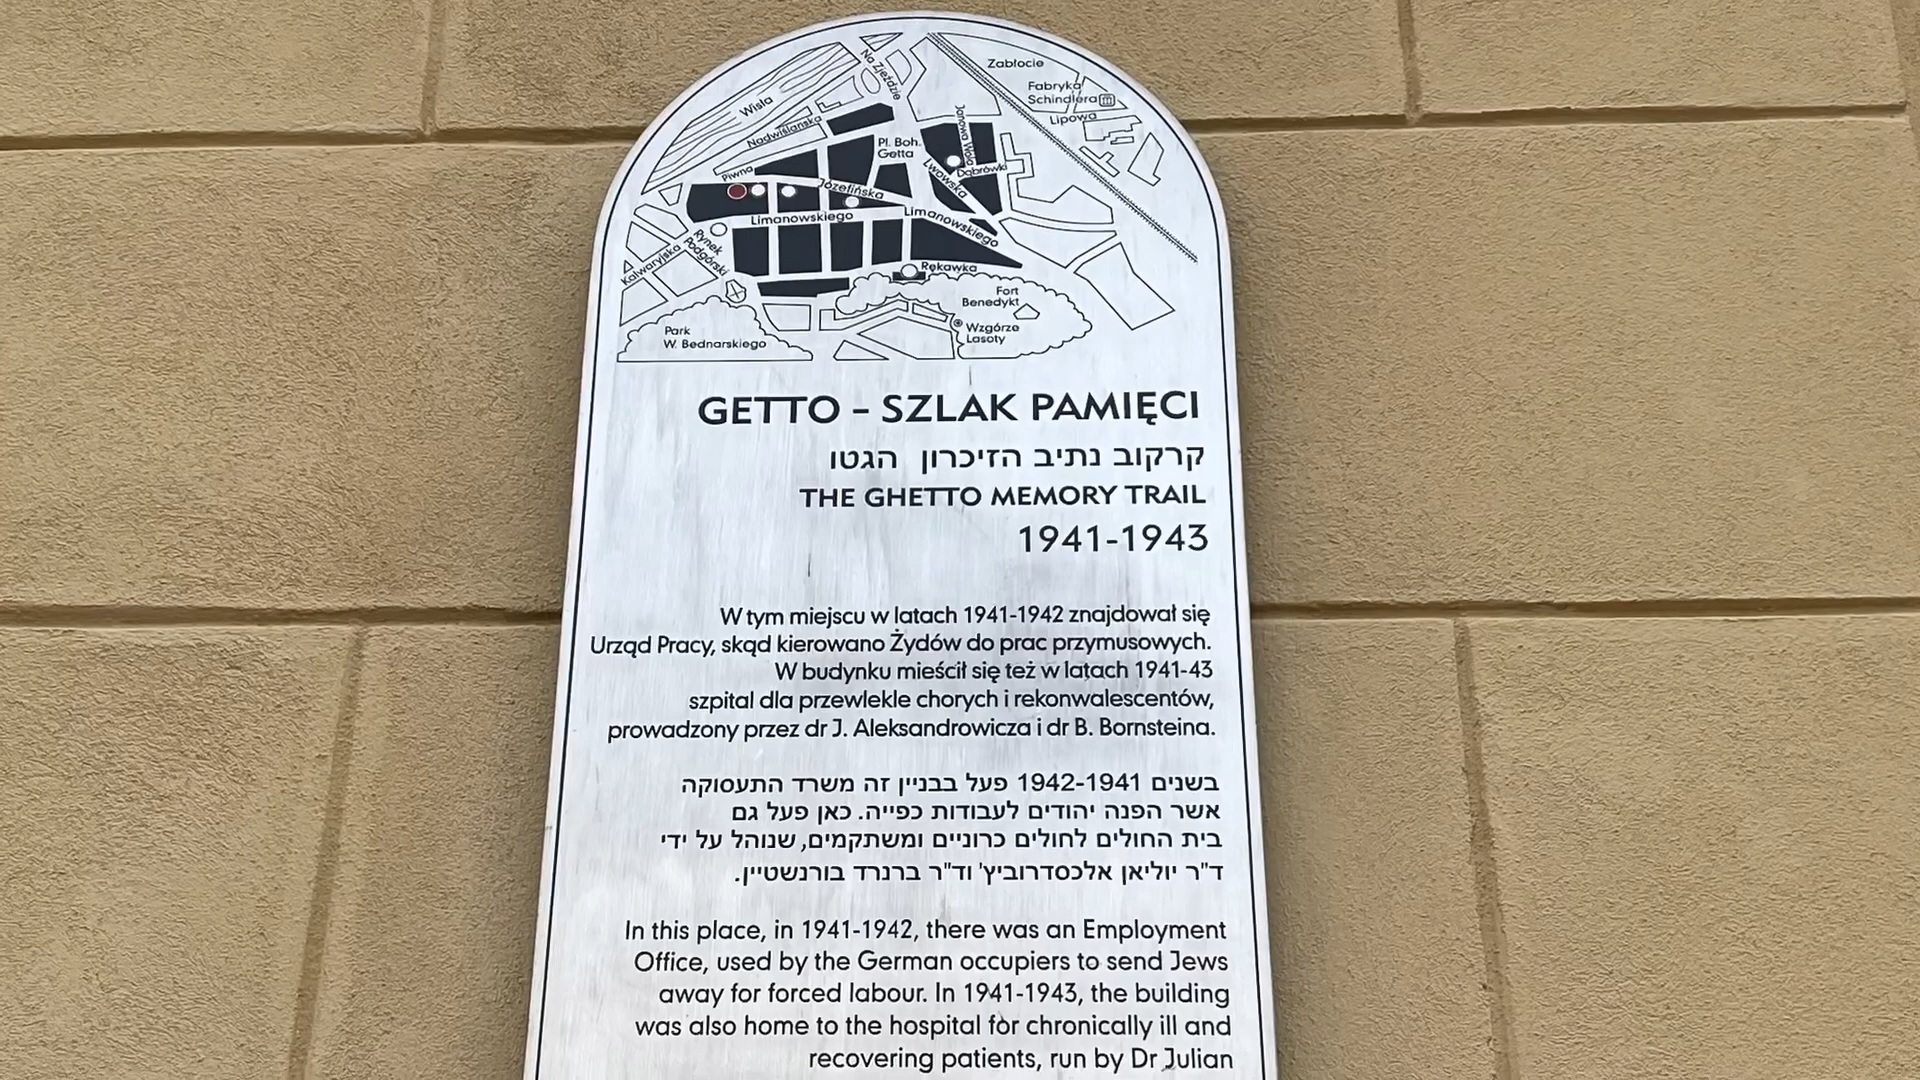 Na Zjeździe
Zabłocie
Fabryka
Schindlera
Lipowa
Wisła
Nadwiślańska
Piwna
Pl. Boh.
Getta
Janowa Wola
Dąbrówki
Lwowska
Józefińska
Limanowskiego
Limanowskiego
Rynek
Podgórski
Kalwaryjska
Rękawka
Fort
Benedykt
Wzgórze
Lasoty
Park
W. Bednarskiego
GETTO – SZLAK PAMIĘCI
קרקוב נתיב הזיכרון הגטו
THE GHETTO MEMORY TRAIL
1941-1943
W tym miejscu w latach 1941-1942 znajdował się
Urząd Pracy, skąd kierowano Żydów do prac przymusowych.
W budynku mieścił się też w latach 1941-43
szpital dla przewlekle chorych i rekonwalescentów,
prowadzony przez dr J. Aleksandrowicza i dr B. Bornsteina.
בשנים 1942-1941 פעל בבניין זה משרד התעסוקה
אשר הפנה יהודים לעבודות כפייה. כאן פעל גם
בית החולים לחולים כרוניים ומשתקמים, שנוהל על ידי
ד"ר יוליאן אלכסדרוביץ' וד"ר ברנרד בורנשטיין.
In this place, in 1941-1942, there was an Employment
Office, used by the German occupiers to send Jews
away for forced labour. In 1941-1943, the building
was also home to the hospital for chronically ill and
recovering patients, run by Dr Julian